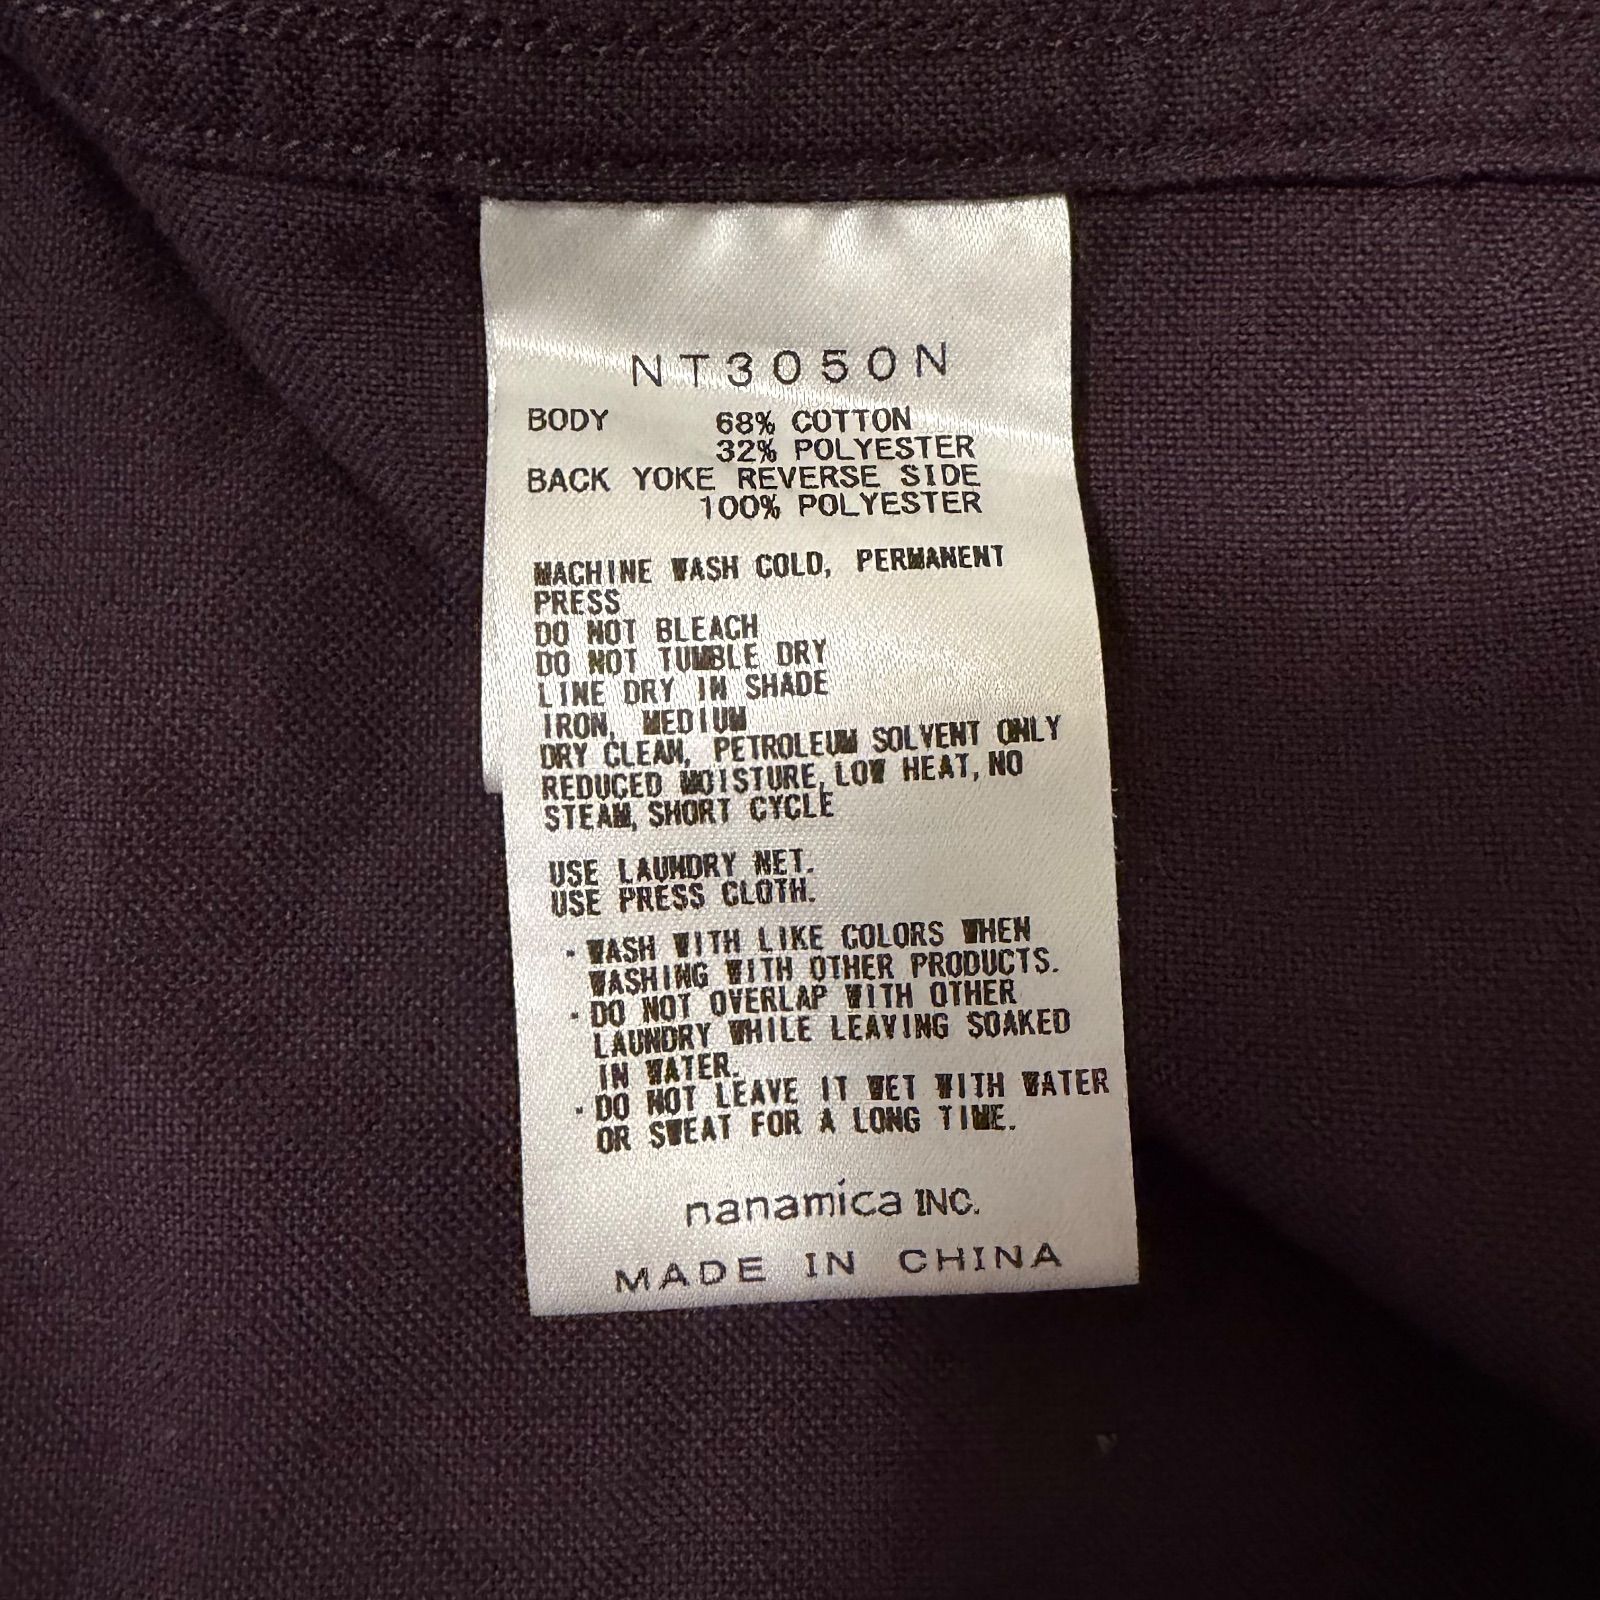 NT3050N
BODY 68% COTTON
32% POLYESTER
BACK YOKE REVERSE SIDE
100% POLYESTER
MACHINE WASH COLD, PERMANENT
PRESS
DO NOT BLEACH
DO NOT TUMBLE DRY
LINE DRY IN SHADE
IRON, MEDIUM
DRY CLEAN, PETROLEUM SOLVENT ONLY
REDUCED MOISTURE, LOW HEAT, NO
STEAM, SHORT CYCLE
USE LAUNDRY NET.
USE PRESS CLOTH.
・WASH WITH LIKE COLORS WHEN
WASHING WITH OTHER PRODUCTS.
・DO NOT OVERLAP WITH OTHER
LAUNDRY WHILE LEAVING SOAKED
IN WATER.
・DO NOT LEAVE IT WET WITH WATER
OR SWEAT FOR A LONG TIME.
nanamica INC.
MADE IN CHINA